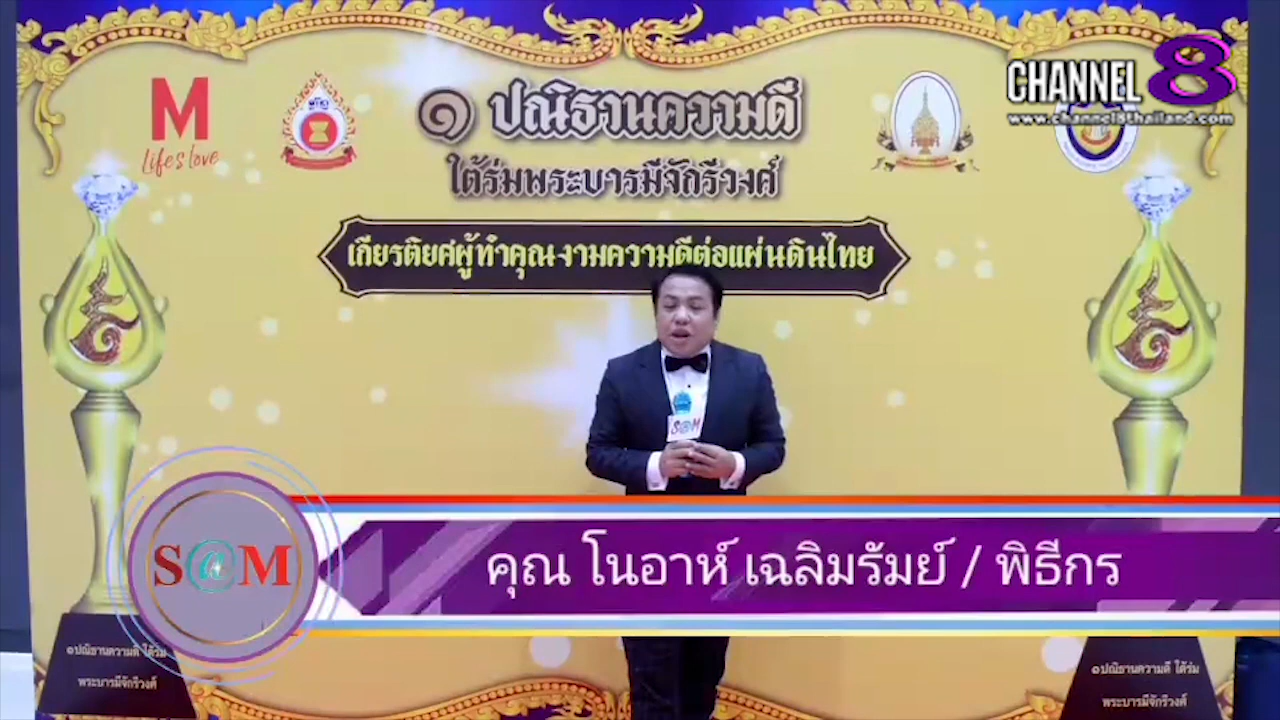 CHANNEL 8
www.channel8thailand.com
M
Life's love
๑ ปณิธานความดี
ใต้ร่มพระบารมีจักรีวงศ์
เกียรติยศผู้ทำคุณงามความดีต่อแผ่นดินไทย
S@M
S@M
คุณ โนอาห์ เฉลิมรัมย์ / พิธีกร
๑ปณิธานความดี ใต้ร่ม
พระบารมีจักรีวงศ์
๑ปณิธานความดี ใต้ร่ม
พระบารมีจักรีวงศ์